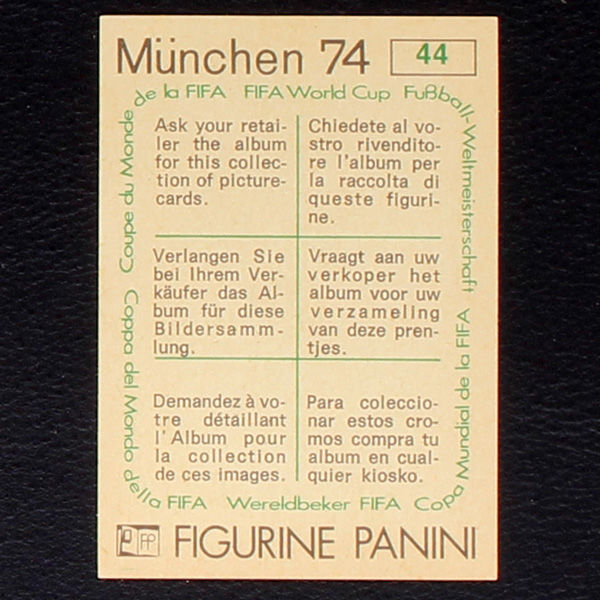 München 74 44
de la FIFA FIFA World Cup Fußball-Weltmeisterschaft
Coupe du Monde
Ask your retai-
ler the album
for this collec-
tion of picture-
cards.
Chiedete al vo-
stro rivendito-
re l'album per
la raccolta di
queste figuri-
ne.
Verlangen Sie
bei Ihrem Ver-
käufer das Al-
bum für diese
Bildersamm-
lung.
Vraagt aan uw
verkoper het
album voor uw
verzameling
van deze pren-
tjes.
Demandez à vo-
tre détaillant
l'Album pour
la collection
de ces images.
Para coleccio-
nar estos cro-
mos compra tu
album en cual-
quier kiosko.
Coppa del Mondo della FIFA
Wereldbeker FIFA
Copa Mundial de la FIFA
FP FIGURINE PANINI